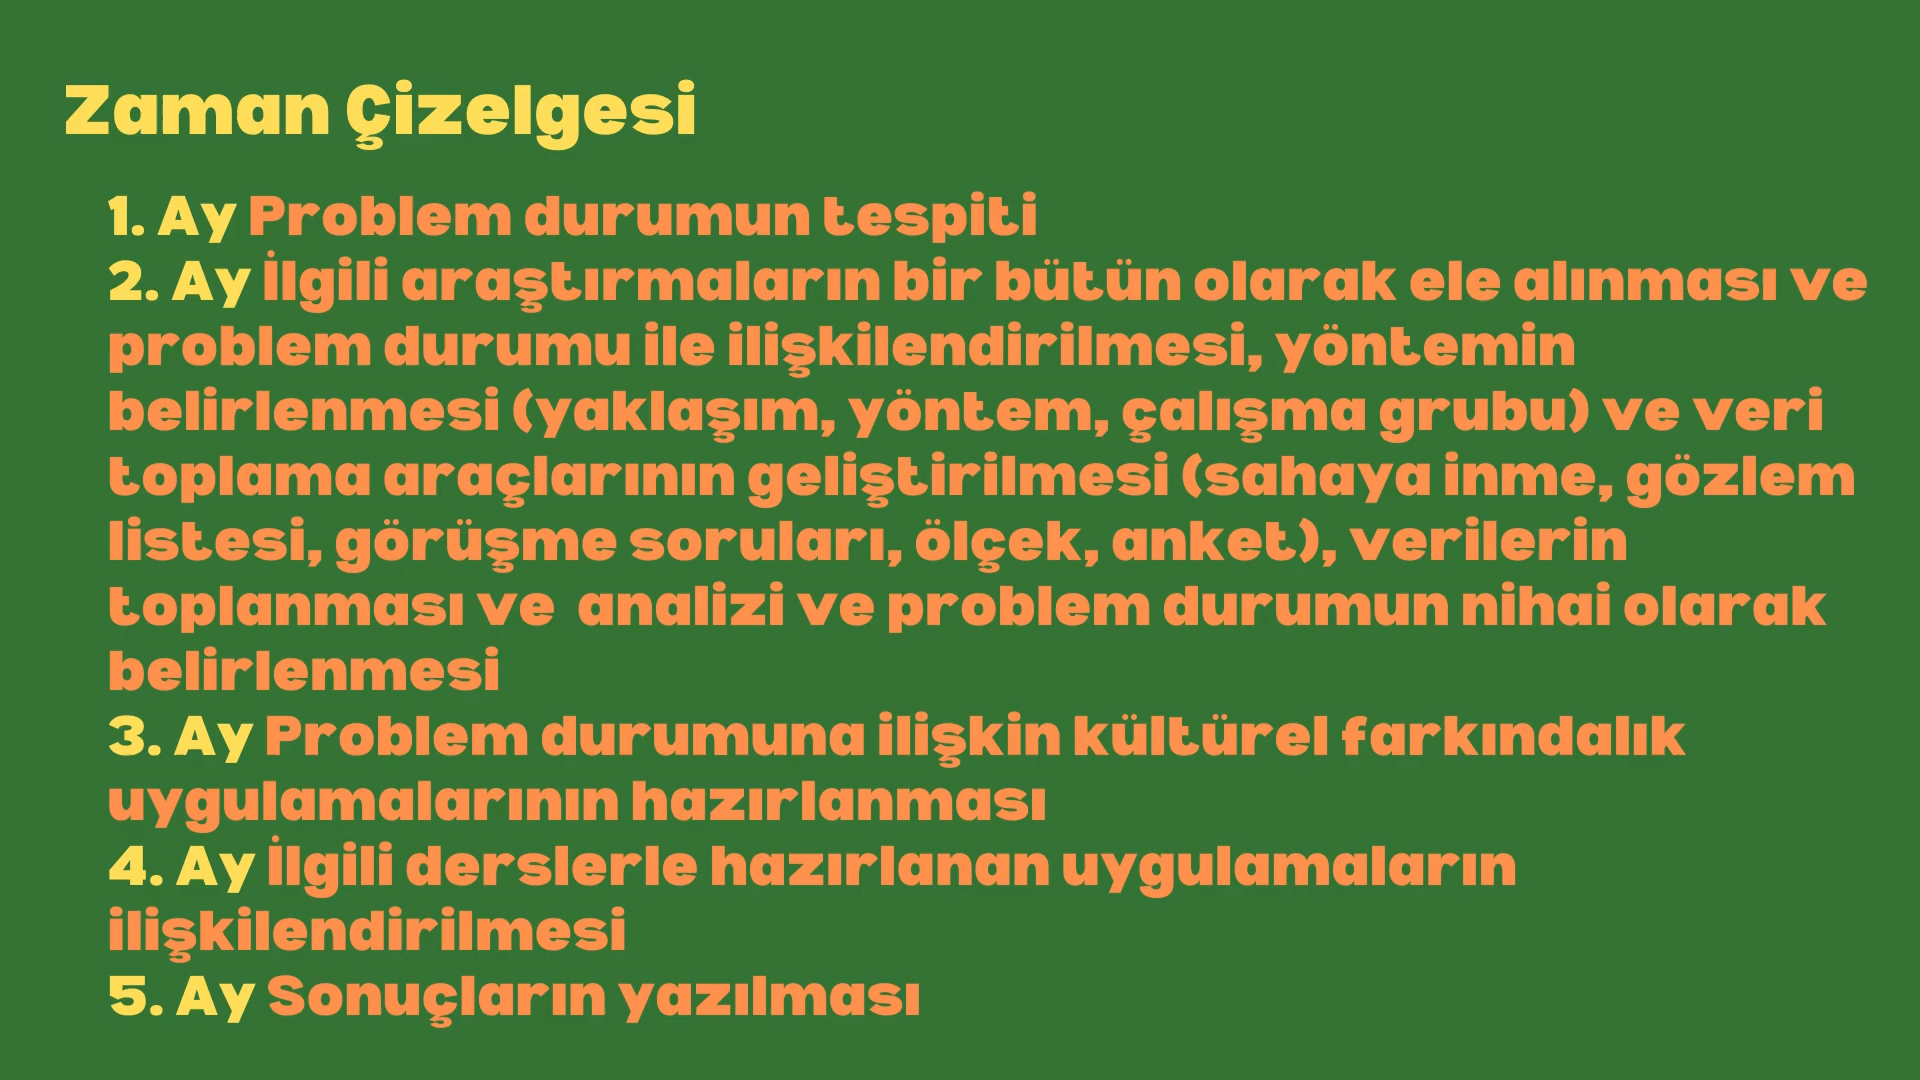 Zaman Çizelgesi
1. Ay Problem durumun tespiti
2. Ay İlgili araştırmaların bir bütün olarak ele alınması ve
problem durumu ile ilişkilendirilmesi, yöntemin
belirlenmesi (yaklaşım, yöntem, çalışma grubu) ve veri
toplama araçlarının geliştirilmesi (sahaya inme, gözlem
listesi, görüşme soruları, ölçek, anket), verilerin
toplanması ve  analizi ve problem durumun nihai olarak
belirlenmesi
3. Ay Problem durumuna ilişkin kültürel farkındalık
uygulamalarının hazırlanması
4. Ay İlgili derslerle hazırlanan uygulamaların
ilişkilendirilmesi
5. Ay Sonuçların yazılması